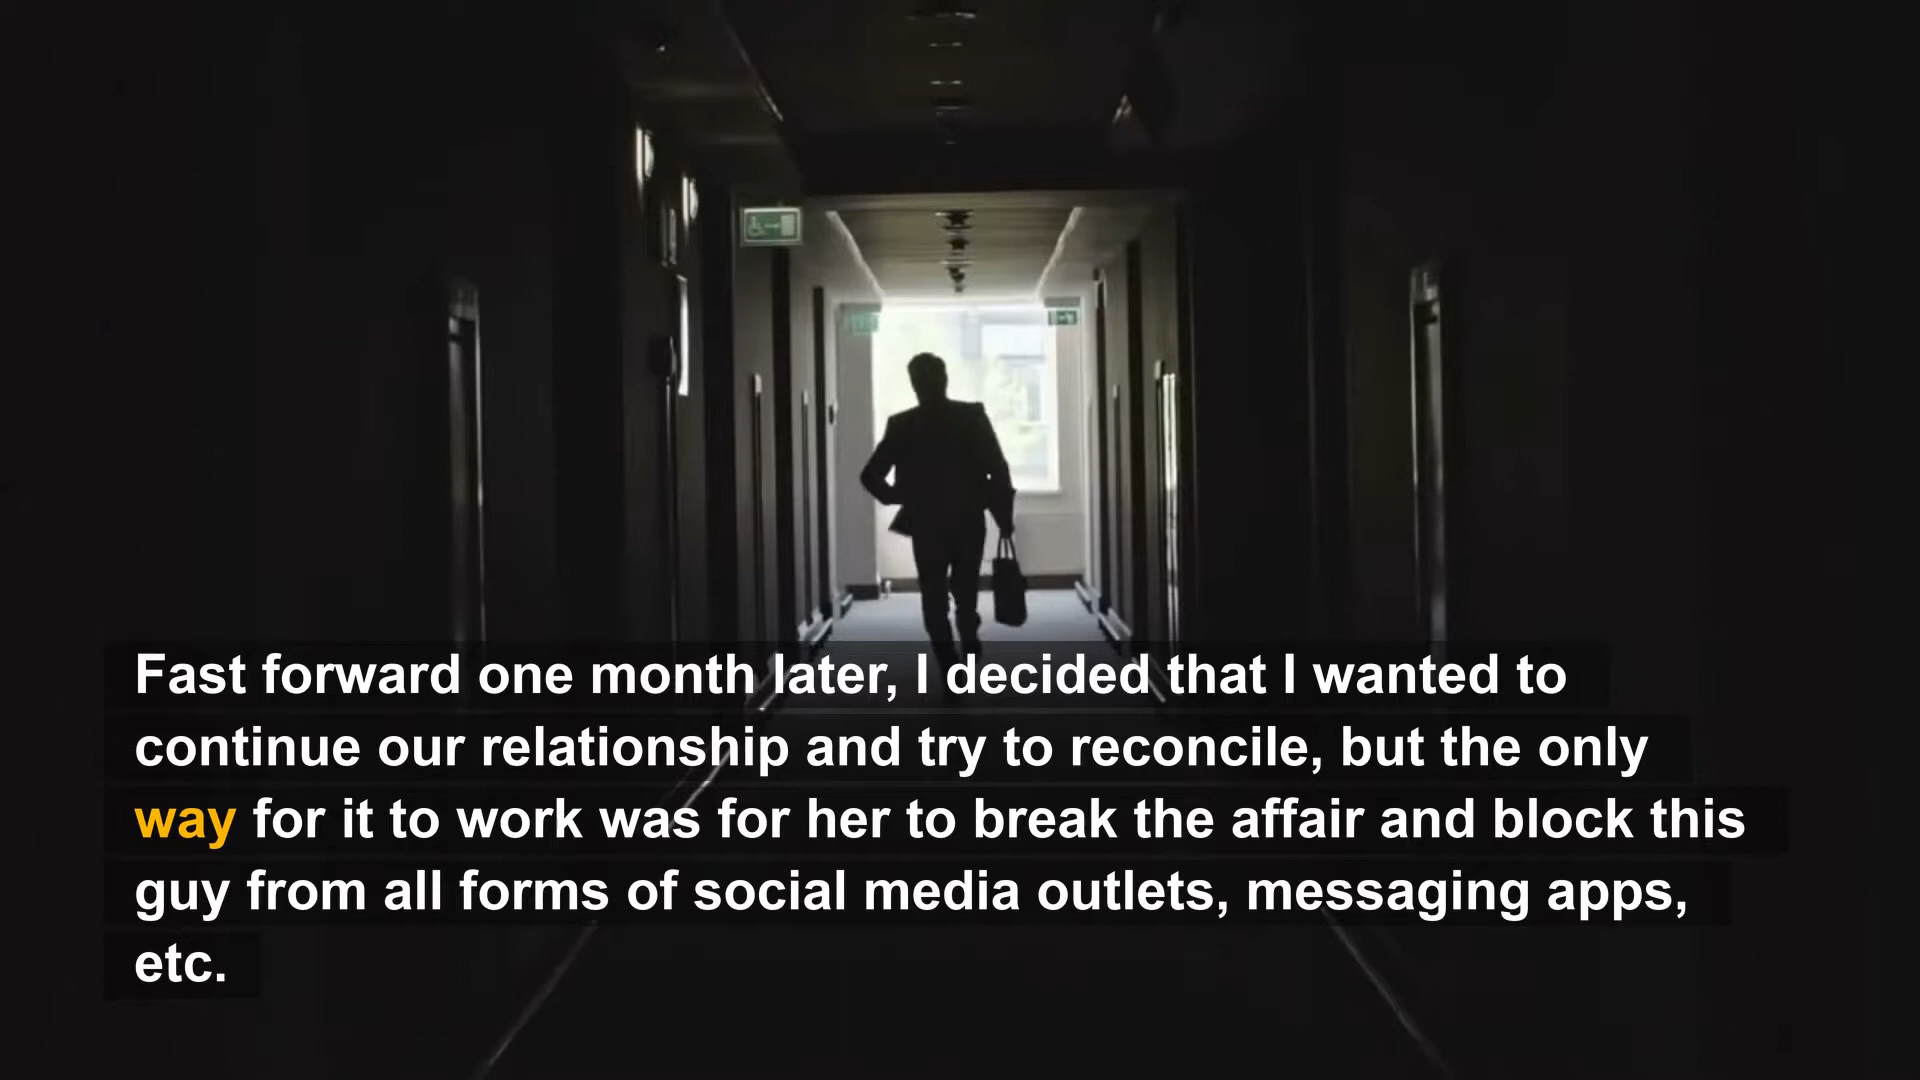 Fast forward one month later, I decided that I wanted to
continue our relationship and try to reconcile, but the only
way for it to work was for her to break the affair and block this
guy from all forms of social media outlets, messaging apps,
etc.